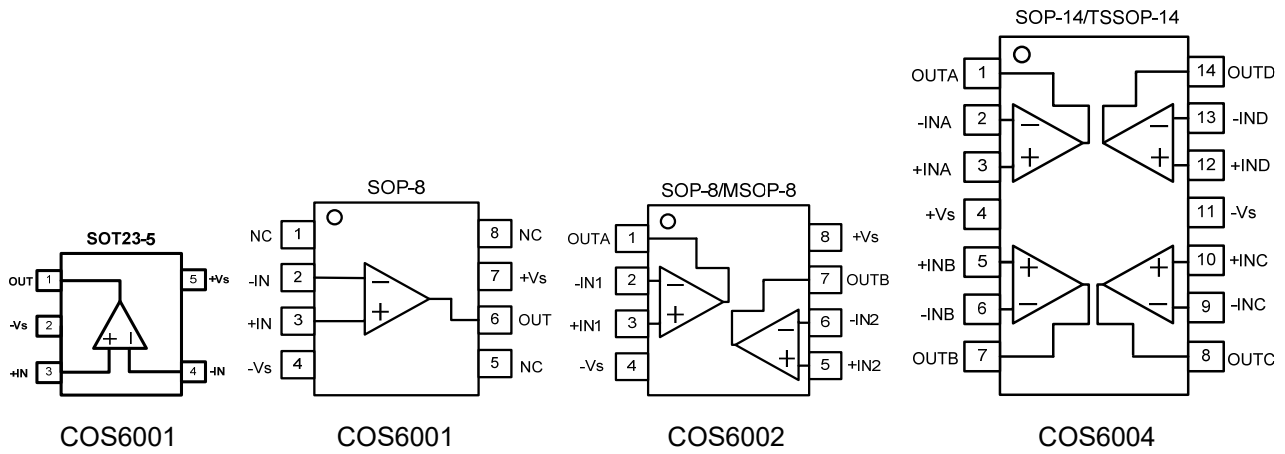 SOT23-5
OUT 1
5 +Vs
-Vs 2
+IN 3
4 -IN
+ −
COS6001
SOP-8
NC 1
8 NC
-IN 2
7 +Vs
+IN 3
6 OUT
-Vs 4
5 NC
−
+
COS6001
SOP-8/MSOP-8
OUTA 1
8 +Vs
-IN1 2
7 OUTB
+IN1 3
6 -IN2
-Vs 4
5 +IN2
−
+
−
+
COS6002
SOP-14/TSSOP-14
OUTA 1
14 OUTD
-INA 2
13 -IND
+INA 3
12 +IND
+Vs 4
11 -Vs
+INB 5
10 +INC
-INB 6
9 -INC
OUTB 7
8 OUTC
− −
+ +
+ +
− −
COS6004